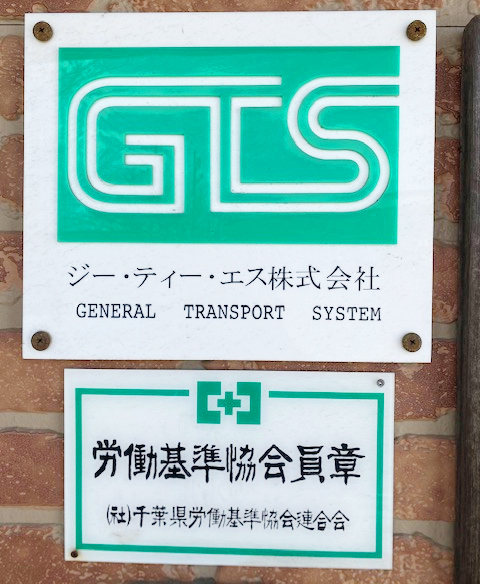 GTS
ジー・ティー・エス株式会社
GENERAL TRANSPORT SYSTEM
労働基準協会員章
(社)千葉県労働基準協会連合会